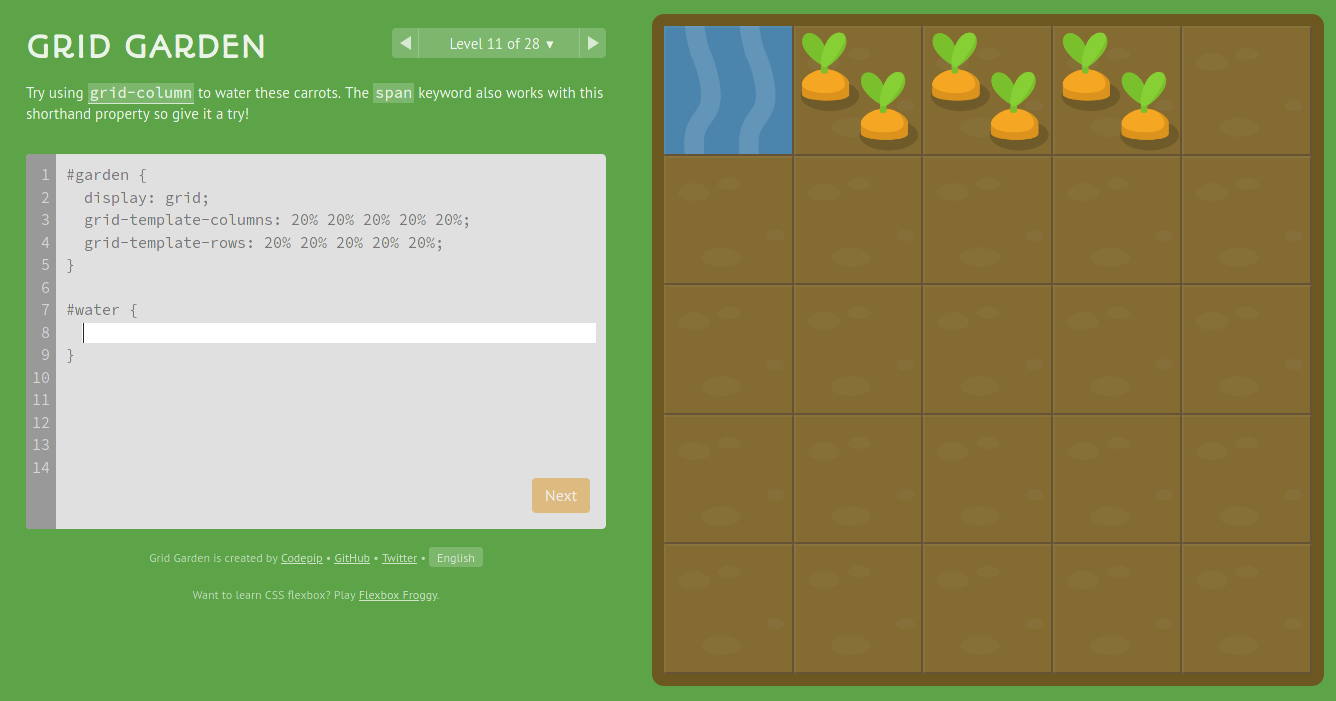 GRID GARDEN
◀ Level 11 of 28 ▼ ▶
Try using grid-column to water these carrots. The span keyword also works with this
shorthand property so give it a try!
1 #garden {
2   display: grid;
3   grid-template-columns: 20% 20% 20% 20% 20%;
4   grid-template-rows: 20% 20% 20% 20% 20%;
5 }
6
7 #water {
8
9 }
10
11
12
13
14
Next
Grid Garden is created by Codepip • GitHub • Twitter • English
Want to learn CSS flexbox? Play Flexbox Froggy.